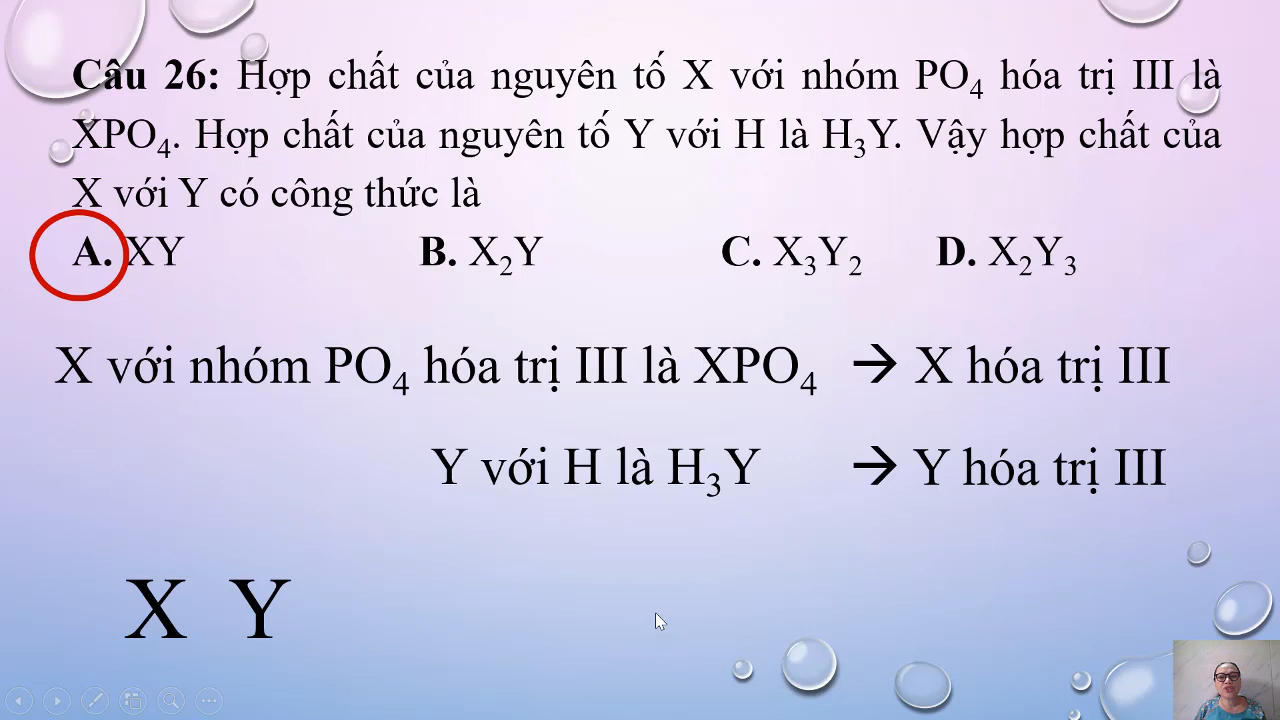 Câu 26: Hợp chất của nguyên tố X với nhóm PO₄ hóa trị III là
XPO₄. Hợp chất của nguyên tố Y với H là H₃Y. Vậy hợp chất của
X với Y có công thức là
A. XY B. X₂Y C. X₃Y₂ D. X₂Y₃
X với nhóm PO₄ hóa trị III là XPO₄ → X hóa trị III
Y với H là H₃Y → Y hóa trị III
X Y